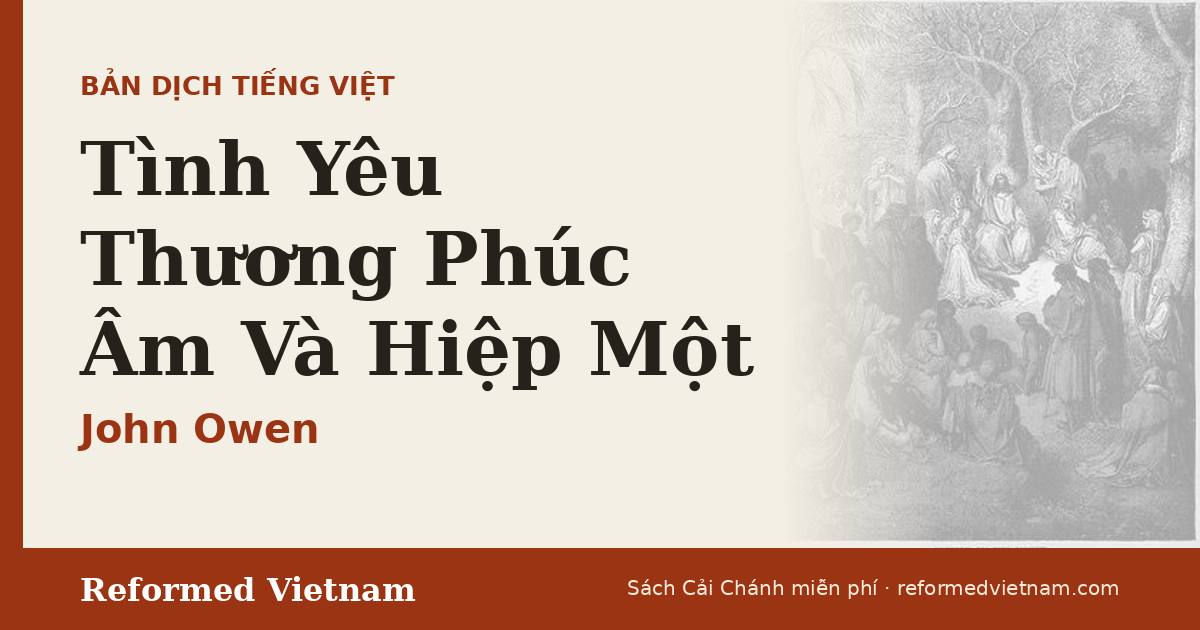 BẢN DỊCH TIẾNG VIỆT
Tình Yêu
Thương Phúc
Âm Và Hiệp Một
John Owen
Reformed Vietnam
Sách Cải Chánh miễn phí · reformedvietnam.com